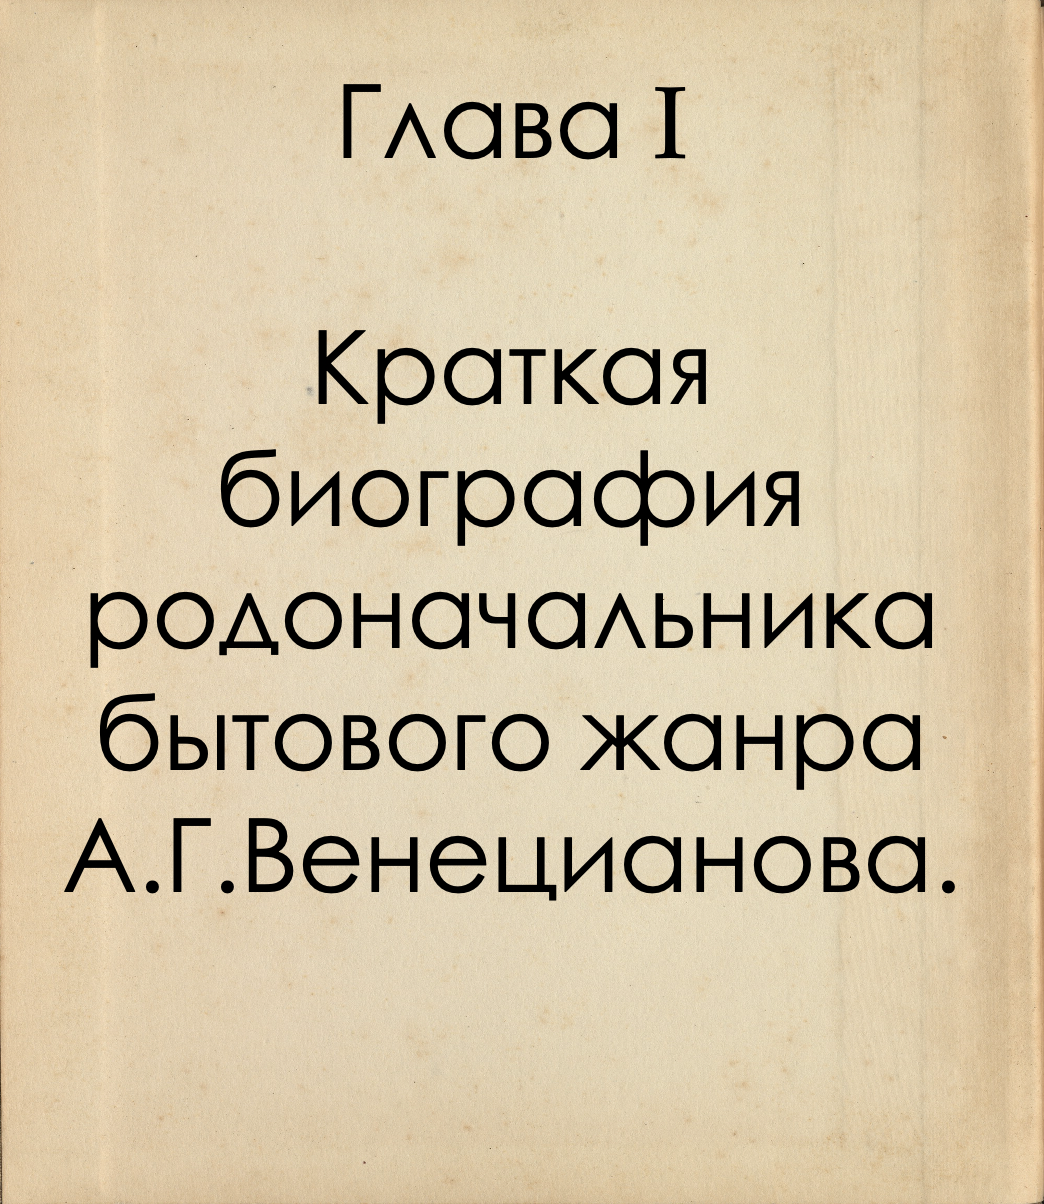 Глава I
Краткая
биография
родоначальника
бытового жанра
А.Г.Венецианова.